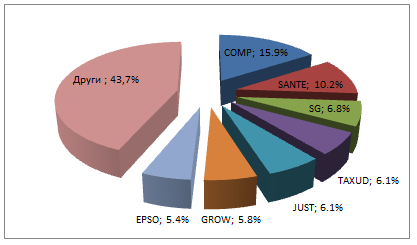 COMP; 15.9%
SANTE; 10.2%
SG; 6.8%
TAXUD; 6.1%
JUST; 6.1%
GROW; 5.8%
EPSO; 5.4%
Други ; 43,7%